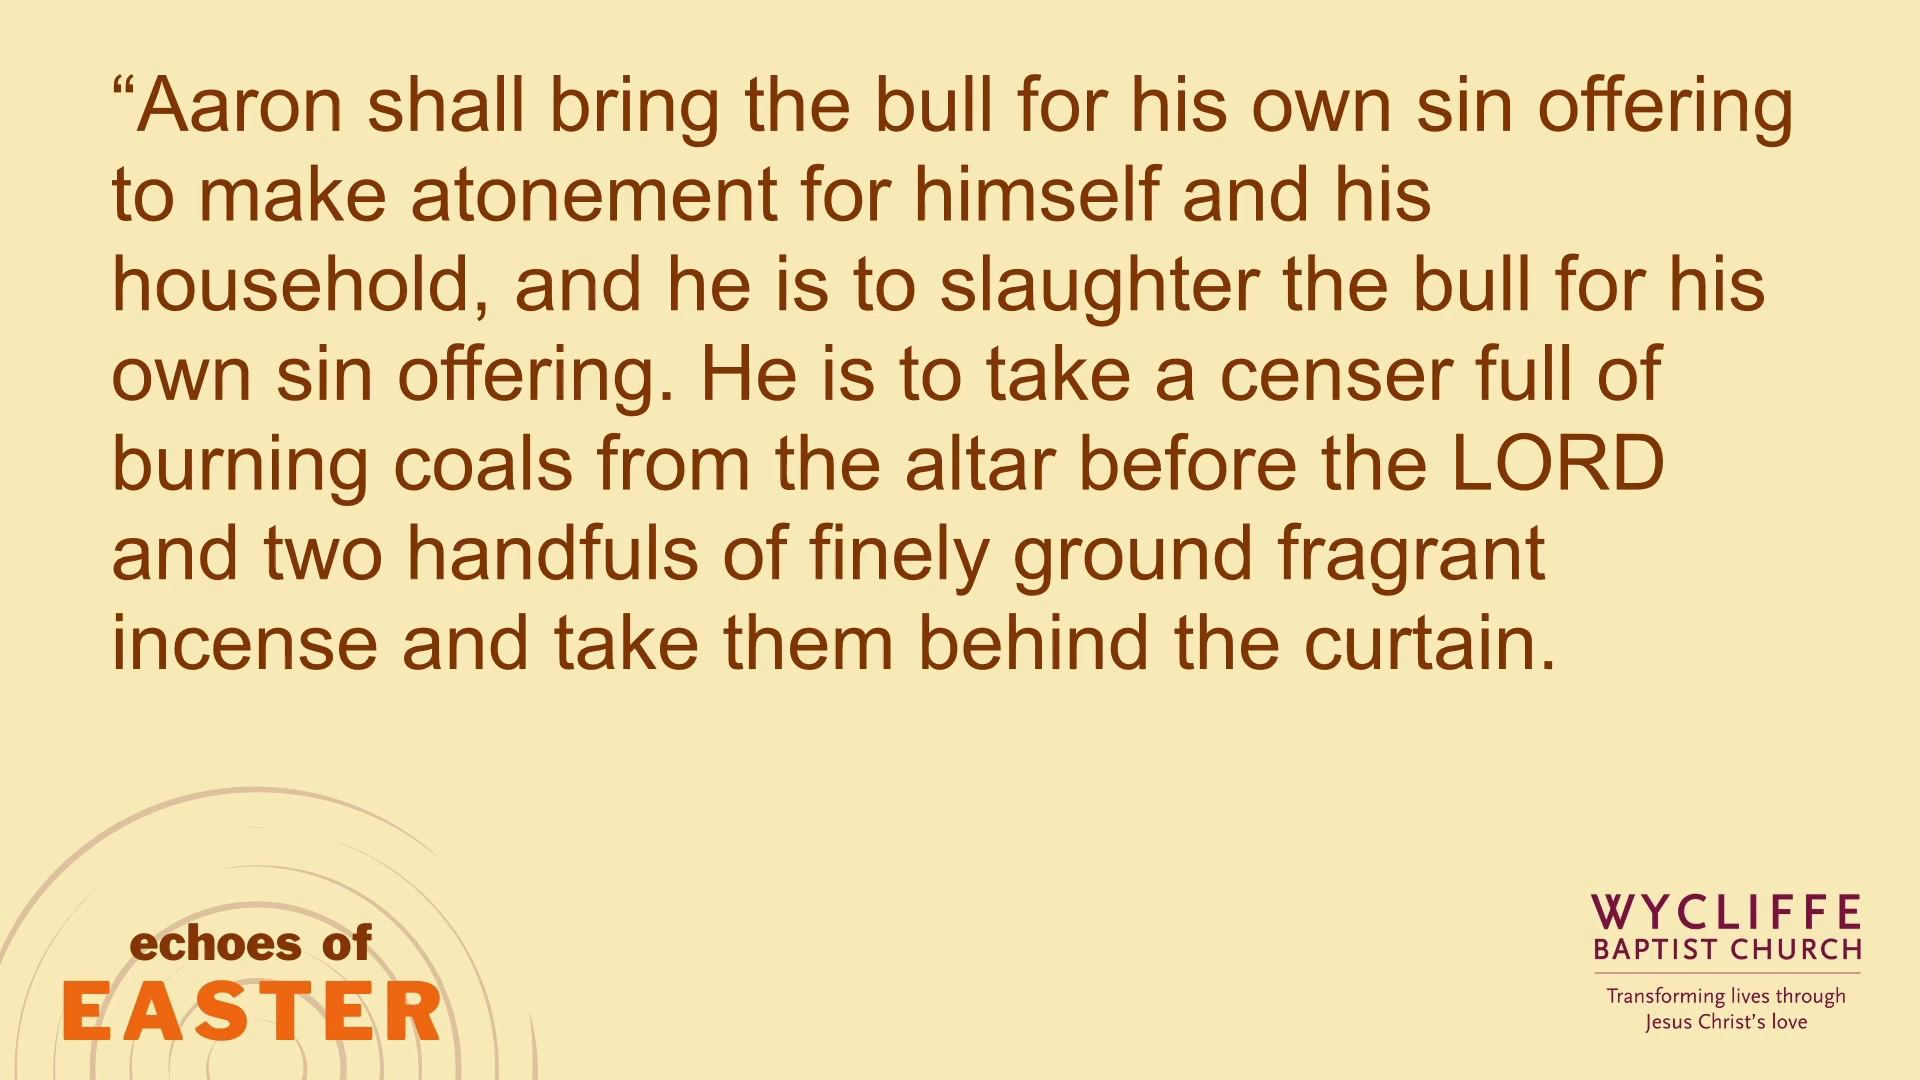 “Aaron shall bring the bull for his own sin offering
to make atonement for himself and his
household, and he is to slaughter the bull for his
own sin offering. He is to take a censer full of
burning coals from the altar before the LORD
and two handfuls of finely ground fragrant
incense and take them behind the curtain.
echoes of
EASTER
WYCLIFFE
BAPTIST CHURCH
Transforming lives through
Jesus Christ’s love